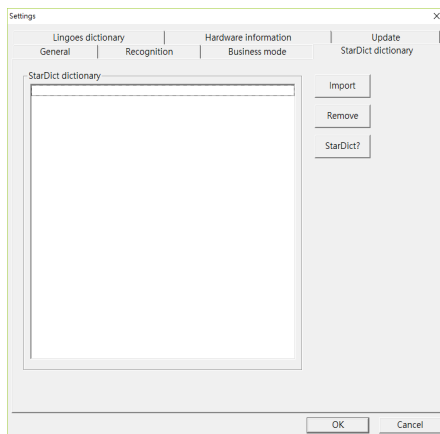 Settings
Lingoes dictionary Hardware information Update
General Recognition Business mode StarDict dictionary
StarDict dictionary
Import
Remove
StarDict?
OK Cancel